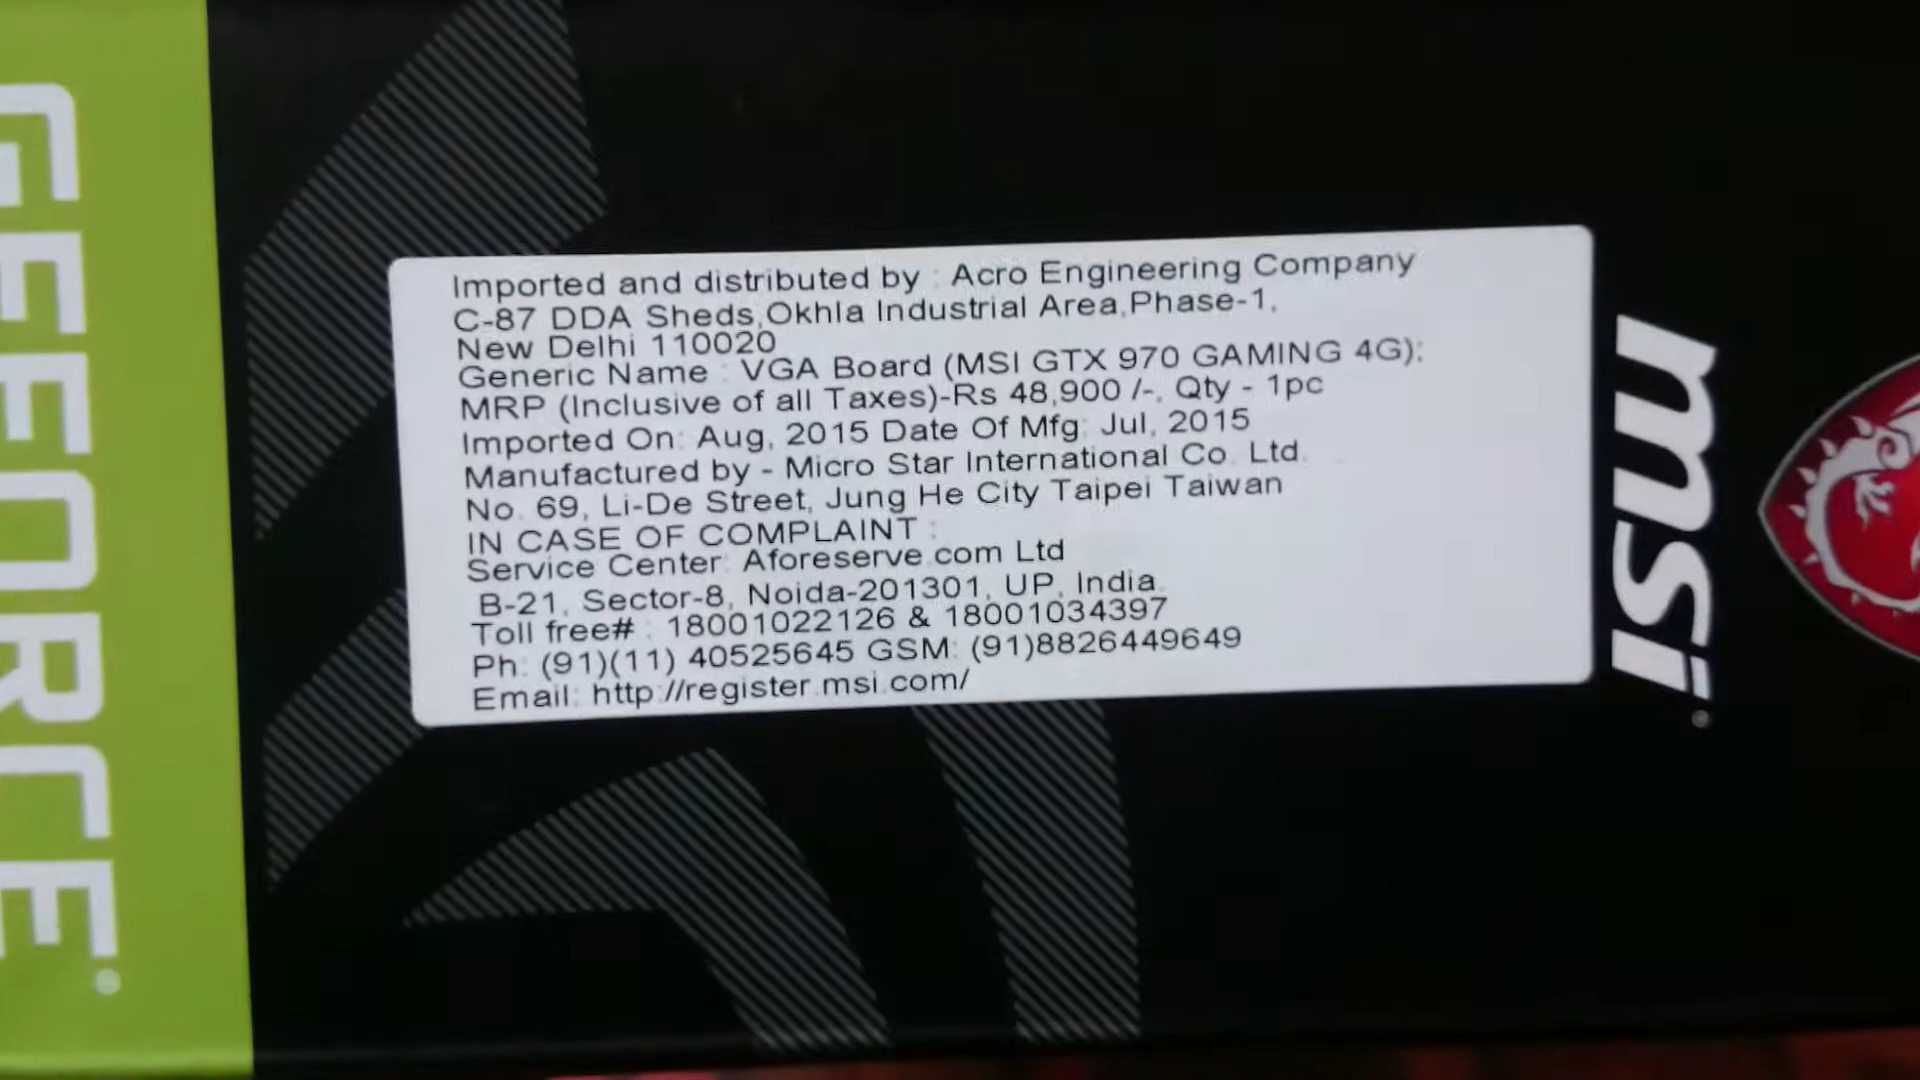 GEFORCE
Imported and distributed by : Acro Engineering Company
C-87 DDA Sheds,Okhla Industrial Area,Phase-1,
New Delhi 110020
Generic Name : VGA Board (MSI GTX 970 GAMING 4G):
MRP (Inclusive of all Taxes)-Rs 48,900 /-, Qty - 1pc
Imported On: Aug, 2015 Date Of Mfg: Jul, 2015
Manufactured by - Micro Star International Co. Ltd.
No. 69, Li-De Street, Jung He City Taipei Taiwan
IN CASE OF COMPLAINT :
Service Center: Aforeserve.com Ltd
B-21, Sector-8, Noida-201301, UP, India.
Toll free# : 18001022126 & 18001034397
Ph: (91)(11) 40525645 GSM: (91)8826449649
Email: http://register.msi.com/
msi